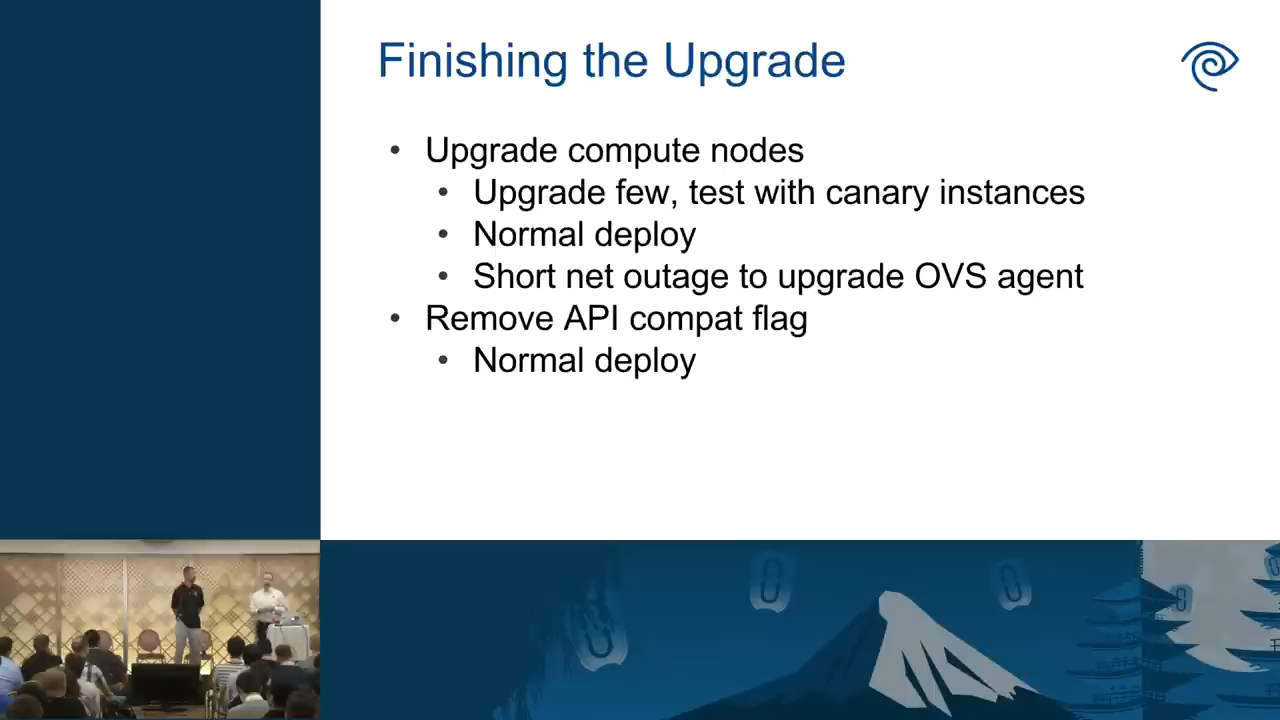 Finishing the Upgrade
• Upgrade compute nodes
• Upgrade few, test with canary instances
• Normal deploy
• Short net outage to upgrade OVS agent
• Remove API compat flag
• Normal deploy